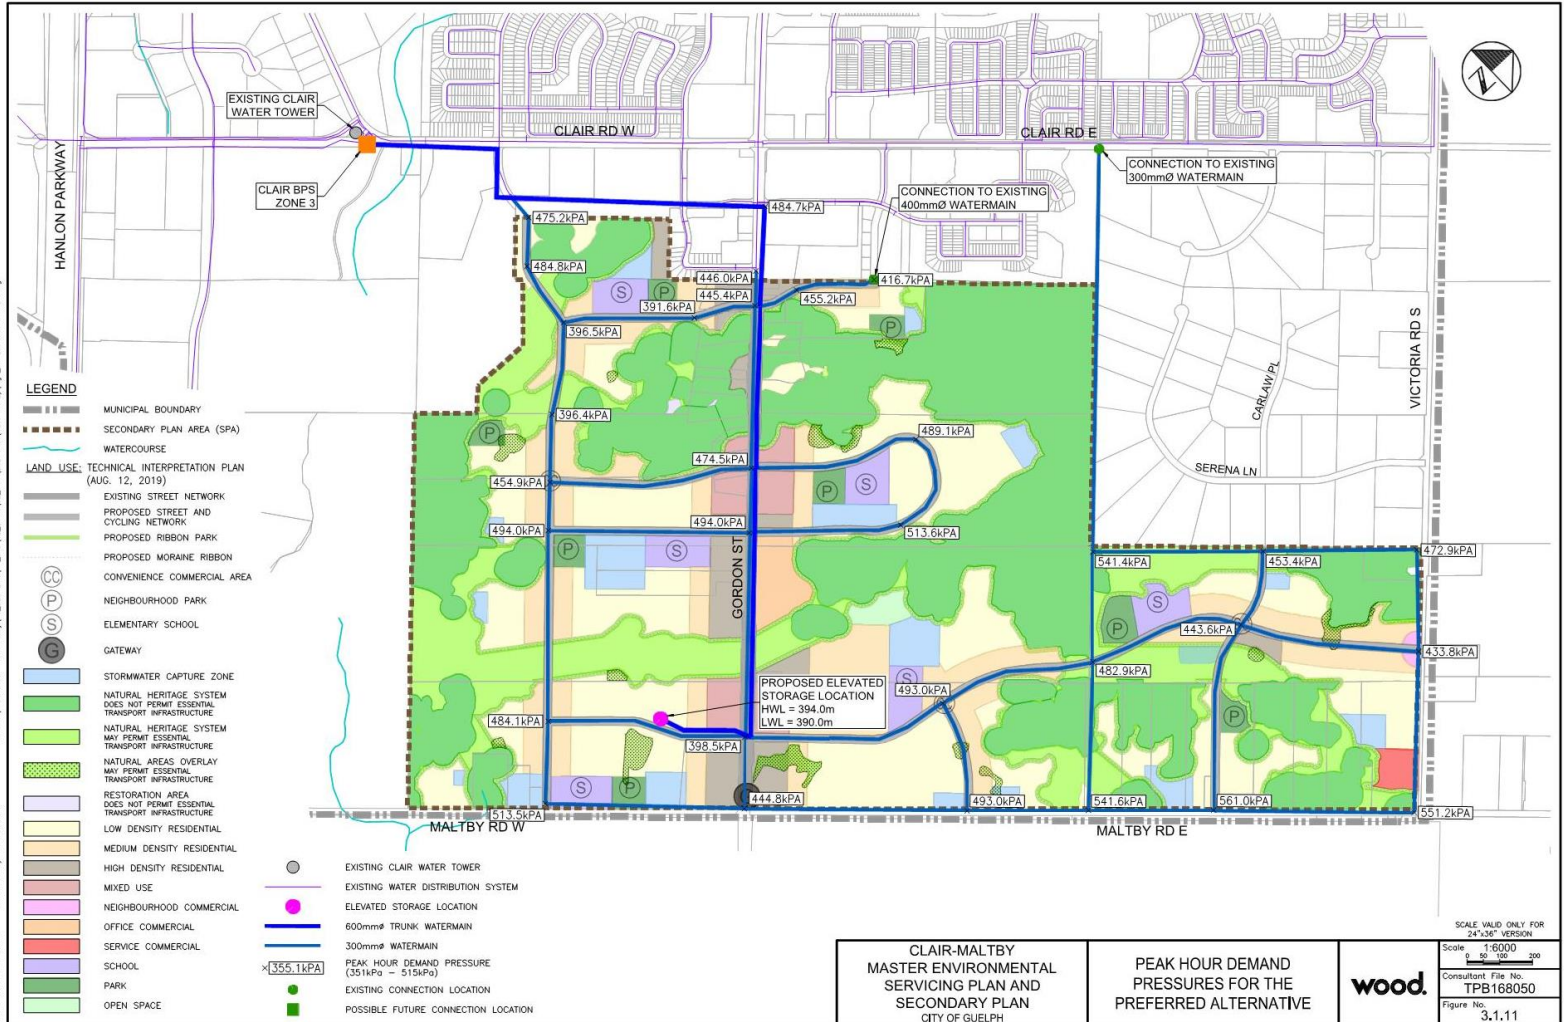 EXISTING CLAIR
WATER TOWER
CLAIR RD W
CLAIR RD E
HANLON PARKWAY
CLAIR BPS
ZONE 3
CONNECTION TO EXISTING
300mmØ WATERMAIN
CONNECTION TO EXISTING
400mmØ WATERMAIN
484.7kPA
475.2kPA
484.8kPA
446.0kPA
416.7kPA
445.4kPA
455.2kPA
391.6kPA
396.5kPA
S
P
P
VICTORIA RD S
CARLAW PL
SERENA LN
396.4kPA
P
489.1kPA
474.5kPA
454.9kPA
P
S
494.0kPA
494.0kPA
513.6kPA
P
S
GORDON ST
472.9kPA
541.4kPA
453.4kPA
S
P
443.6kPA
433.8kPA
482.9kPA
PROPOSED ELEVATED
STORAGE LOCATION
HWL = 394.0m
LWL = 390.0m
S
493.0kPA
P
484.1kPA
398.5kPA
S
P
444.8kPA
493.0kPA
541.6kPA
561.0kPA
513.5kPA
551.2kPA
MALTBY RD W
MALTBY RD E
LEGEND
MUNICIPAL BOUNDARY
SECONDARY PLAN AREA (SPA)
WATERCOURSE
LAND USE: TECHNICAL INTERPRETATION PLAN
(AUG. 12, 2019)
EXISTING STREET NETWORK
PROPOSED STREET AND
CYCLING NETWORK
PROPOSED RIBBON PARK
PROPOSED MORAINE RIBBON
CC CONVENIENCE COMMERCIAL AREA
P NEIGHBOURHOOD PARK
S ELEMENTARY SCHOOL
G GATEWAY
STORMWATER CAPTURE ZONE
NATURAL HERITAGE SYSTEM
DOES NOT PERMIT ESSENTIAL
TRANSPORT INFRASTRUCTURE
NATURAL HERITAGE SYSTEM
MAY PERMIT ESSENTIAL
TRANSPORT INFRASTRUCTURE
NATURAL AREAS OVERLAY
MAY PERMIT ESSENTIAL
TRANSPORT INFRASTRUCTURE
RESTORATION AREA
DOES NOT PERMIT ESSENTIAL
TRANSPORT INFRASTRUCTURE
LOW DENSITY RESIDENTIAL
MEDIUM DENSITY RESIDENTIAL
HIGH DENSITY RESIDENTIAL
MIXED USE
NEIGHBOURHOOD COMMERCIAL
OFFICE COMMERCIAL
SERVICE COMMERCIAL
SCHOOL
PARK
OPEN SPACE
EXISTING CLAIR WATER TOWER
EXISTING WATER DISTRIBUTION SYSTEM
ELEVATED STORAGE LOCATION
600mmø TRUNK WATERMAIN
300mmø WATERMAIN
×355.1kPA PEAK HOUR DEMAND PRESSURE
(351kPa – 515kPa)
EXISTING CONNECTION LOCATION
POSSIBLE FUTURE CONNECTION LOCATION
CLAIR-MALTBY
MASTER ENVIRONMENTAL
SERVICING PLAN AND
SECONDARY PLAN
CITY OF GUELPH
PEAK HOUR DEMAND
PRESSURES FOR THE
PREFERRED ALTERNATIVE
wood.
SCALE VALID ONLY FOR
24"x36" VERSION
Scale 1:6000
0 50 100 200
Consultant File No.
TPB168050
Figure No.
3.1.11